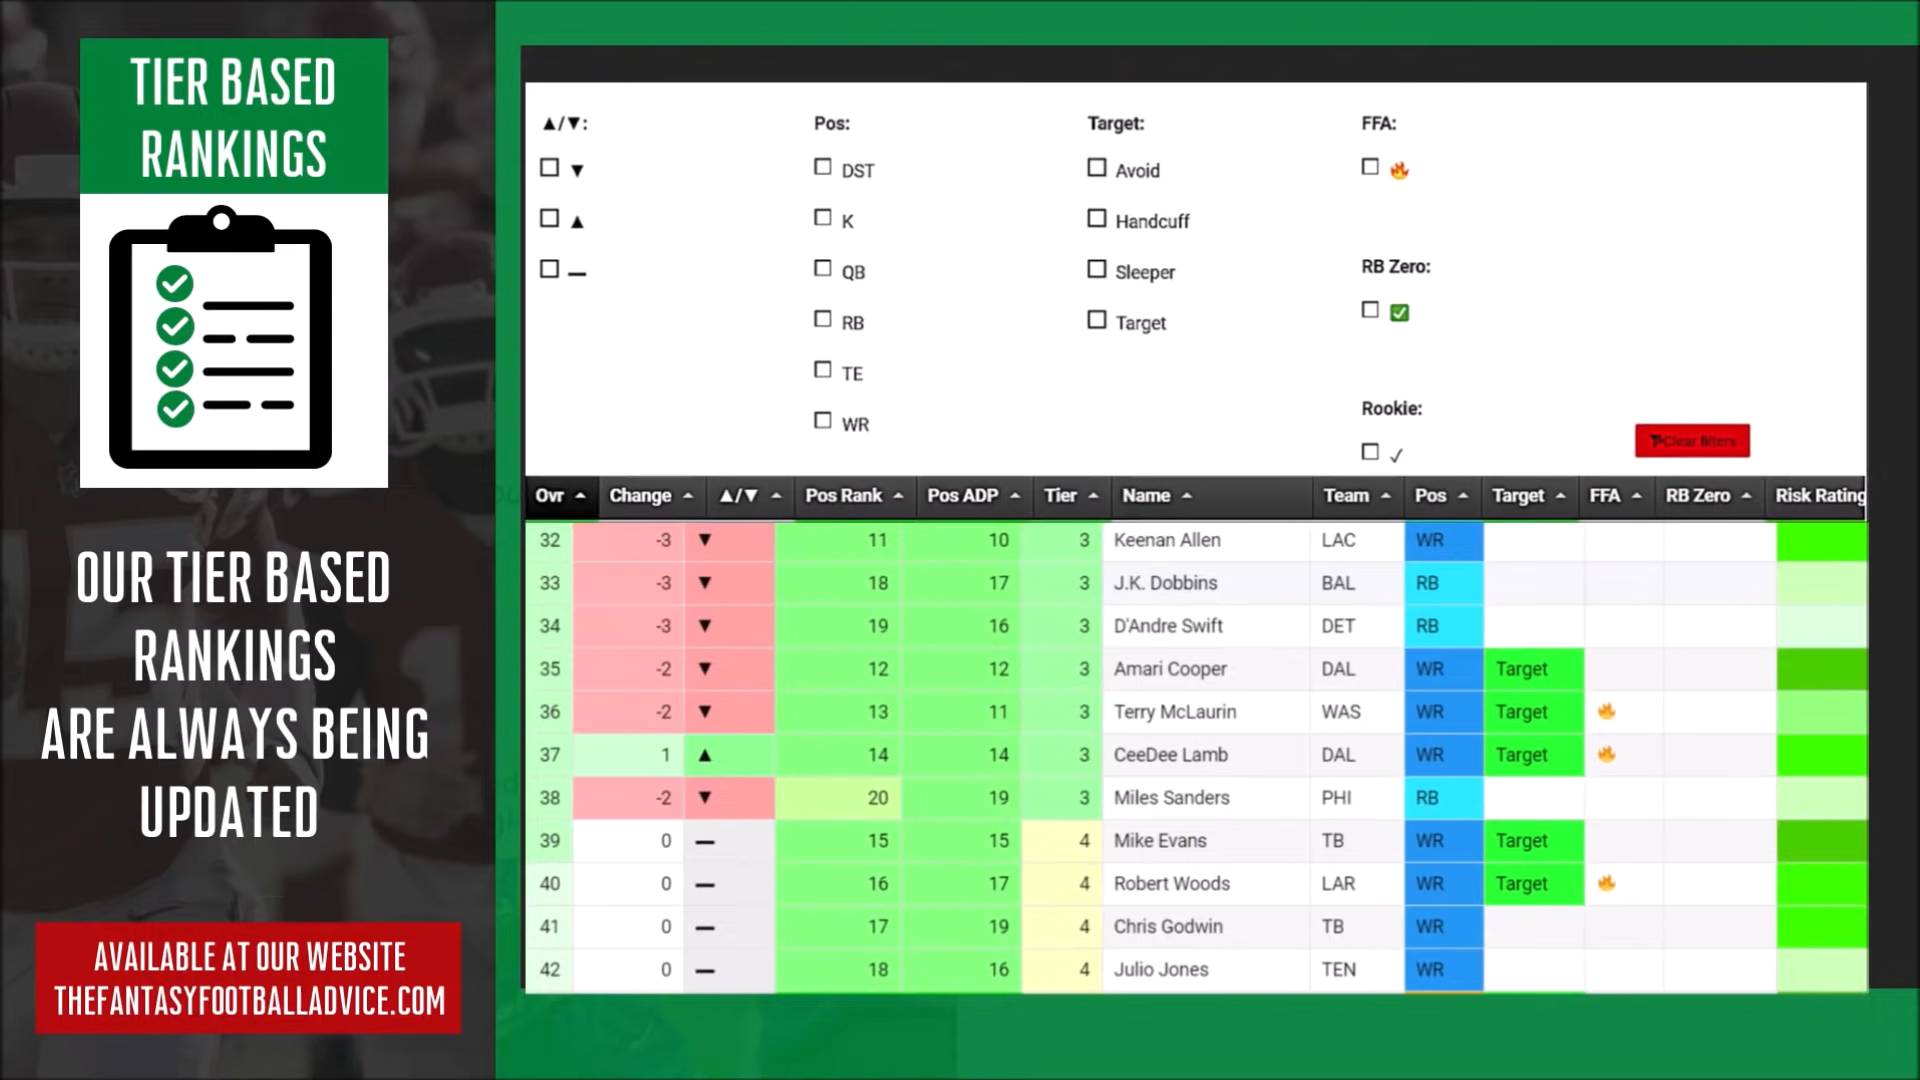 TIER BASED
RANKINGS
OUR TIER BASED
RANKINGS
ARE ALWAYS BEING
UPDATED
AVAILABLE AT OUR WEBSITE
THEFANTASYFOOTBALLADVICE.COM
▲/▼: Pos: Target: FFA:
▼ DST Avoid 🔥
▲ K Handcuff
— QB Sleeper RB Zero:
RB Target ✅
TE
WR Rookie:
✓ Clear filters
Ovr Change ▲/▼ Pos Rank Pos ADP Tier Name Team Pos Target FFA RB Zero Risk Rating
32 -3 ▼ 11 10 3 Keenan Allen LAC WR
33 -3 ▼ 18 17 3 J.K. Dobbins BAL RB
34 -3 ▼ 19 16 3 D'Andre Swift DET RB
35 -2 ▼ 12 12 3 Amari Cooper DAL WR Target
36 -2 ▼ 13 11 3 Terry McLaurin WAS WR Target 🔥
37 1 ▲ 14 14 3 CeeDee Lamb DAL WR Target 🔥
38 -2 ▼ 20 19 3 Miles Sanders PHI RB
39 0 — 15 15 4 Mike Evans TB WR Target
40 0 — 16 17 4 Robert Woods LAR WR Target 🔥
41 0 — 17 19 4 Chris Godwin TB WR
42 0 — 18 16 4 Julio Jones TEN WR